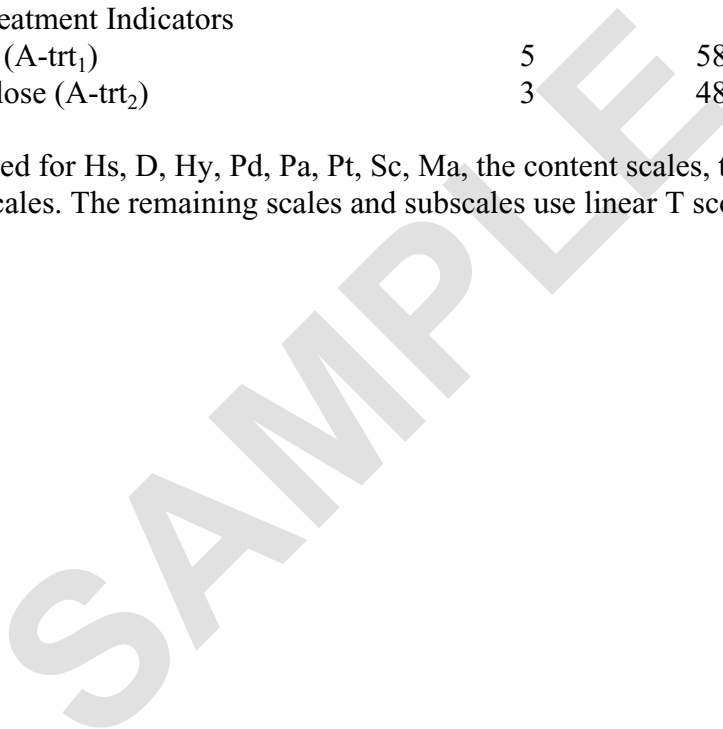 eatment Indicators
(A-trt₁) 5 58
lose (A-trt₂) 3 48
ed for Hs, D, Hy, Pd, Pa, Pt, Sc, Ma, the content scales, t
cales. The remaining scales and subscales use linear T sco
SAMPLE